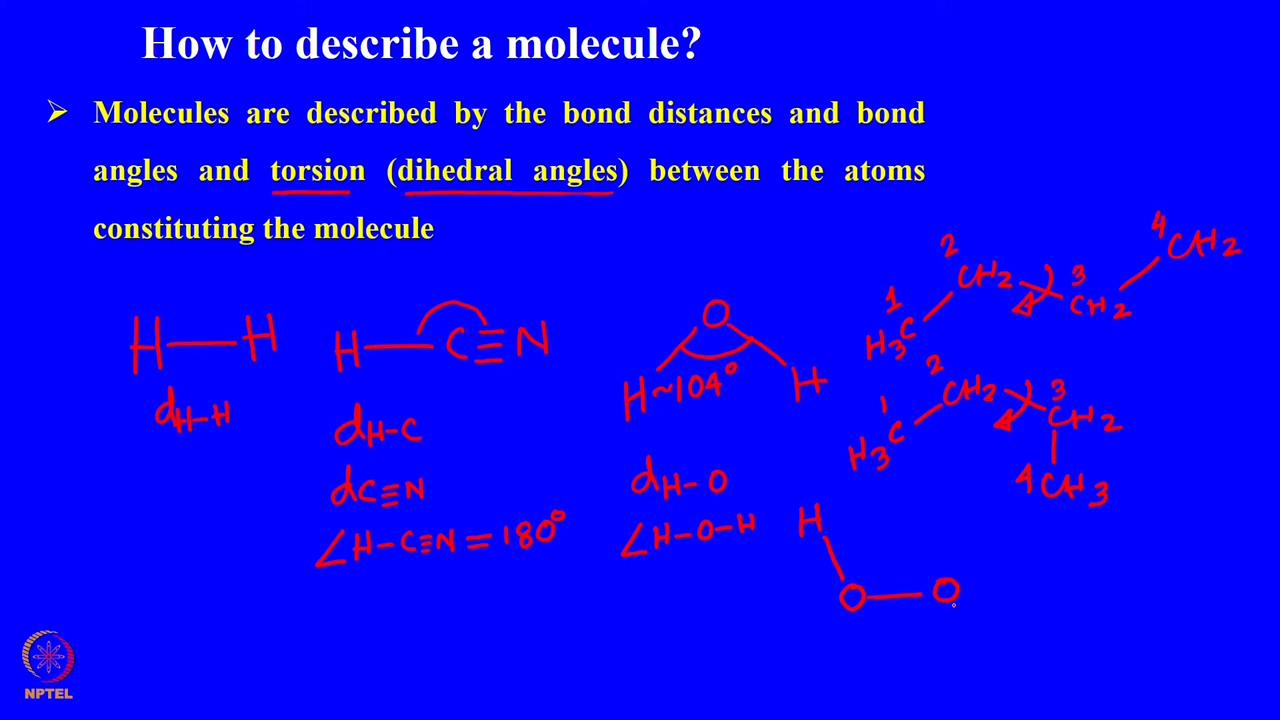 How to describe a molecule?
➢ Molecules are described by the bond distances and bond
angles and torsion (dihedral angles) between the atoms
constituting the molecule
H—H
dH-H
H—C≡N
dH-C
dC≡N
∠H-C≡N=180°
O
H ~104° H
dH-O
∠H-O-H
1 2 3 4
H3C CH2 CH2 CH2
1 2 3
H3C CH2 CH2
4 CH3
H
O—O
NPTEL